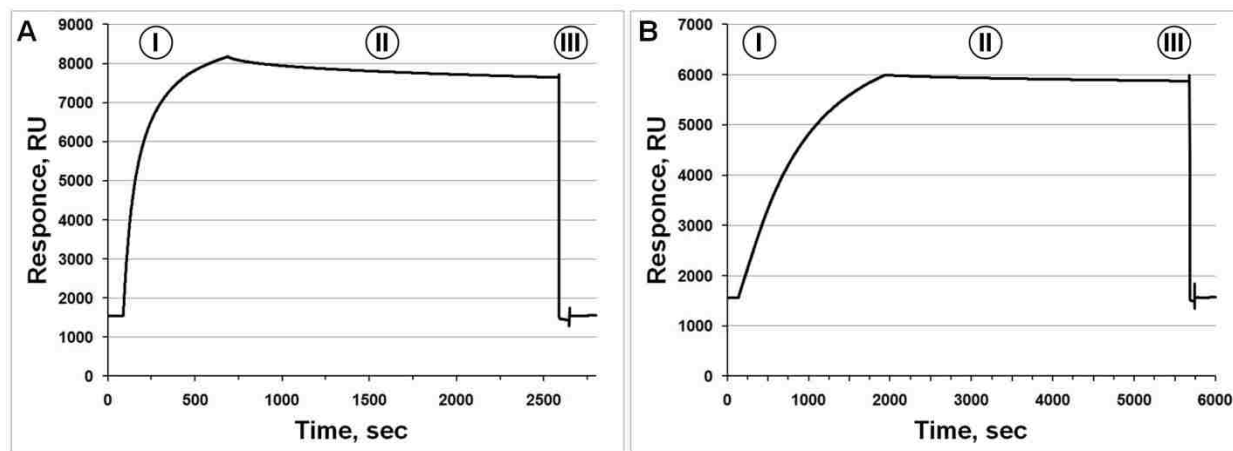 A
I
II
III
9000
8000
7000
6000
5000
4000
3000
2000
1000
0
Responce, RU
0 500 1000 1500 2000 2500
Time, sec
B
I
II
III
7000
6000
5000
4000
3000
2000
1000
0
Responce, RU
0 1000 2000 3000 4000 5000 6000
Time, sec